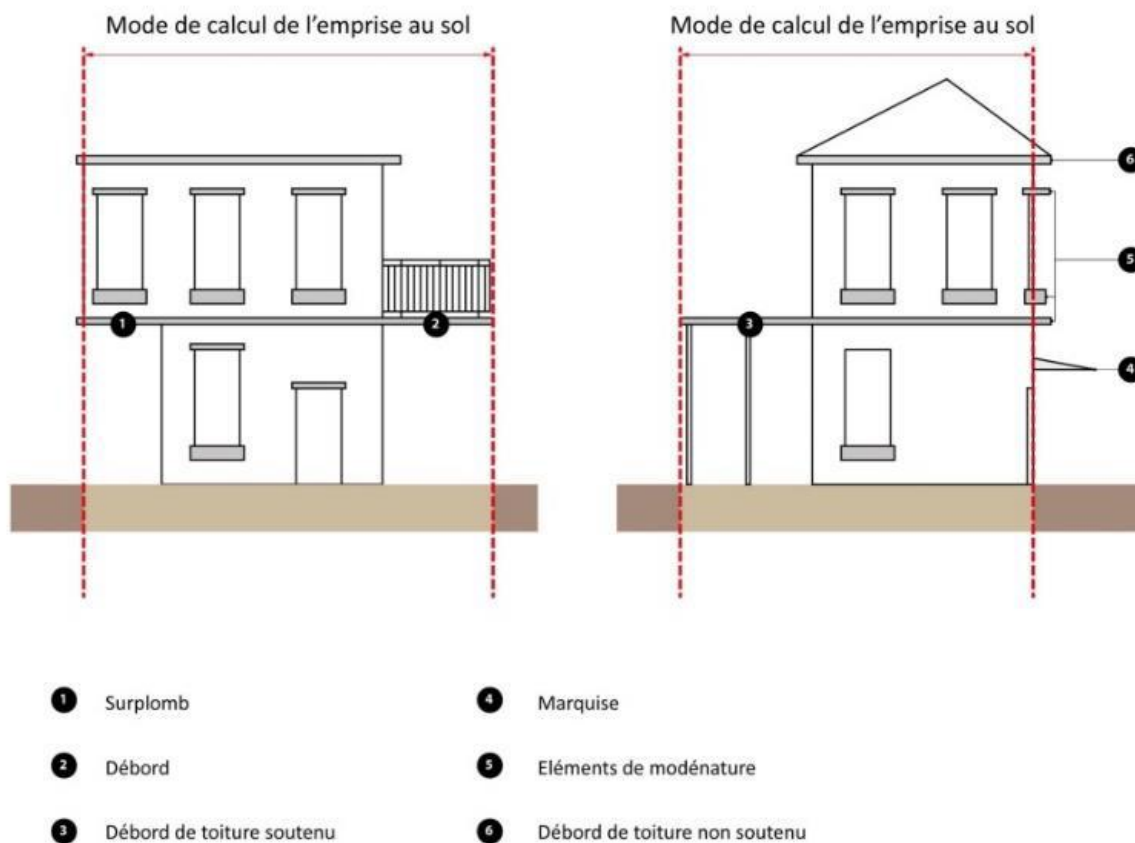 Mode de calcul de l'emprise au sol
Mode de calcul de l'emprise au sol
6
5
1
2
3
4
1 Surplomb
4 Marquise
2 Débord
5 Eléments de modénature
3 Débord de toiture soutenu
6 Débord de toiture non soutenu